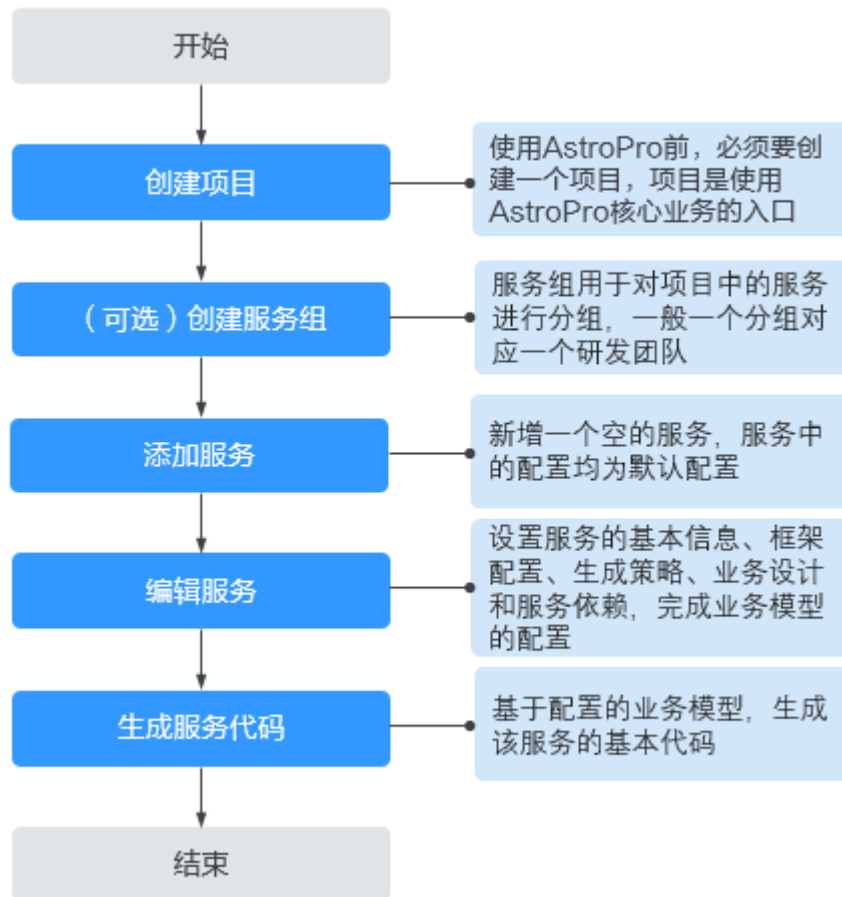 开始
创建项目
使用AstroPro前，必须要创
建一个项目，项目是使用
AstroPro核心业务的入口
（可选）创建服务组
服务组用于对项目中的服务
进行分组，一般一个分组对
应一个研发团队
添加服务
新增一个空的服务，服务中
的配置均为默认配置
编辑服务
设置服务的基本信息、框架
配置、生成策略、业务设计
和服务依赖，完成业务模型
的配置
生成服务代码
基于配置的业务模型，生成
该服务的基本代码
结束